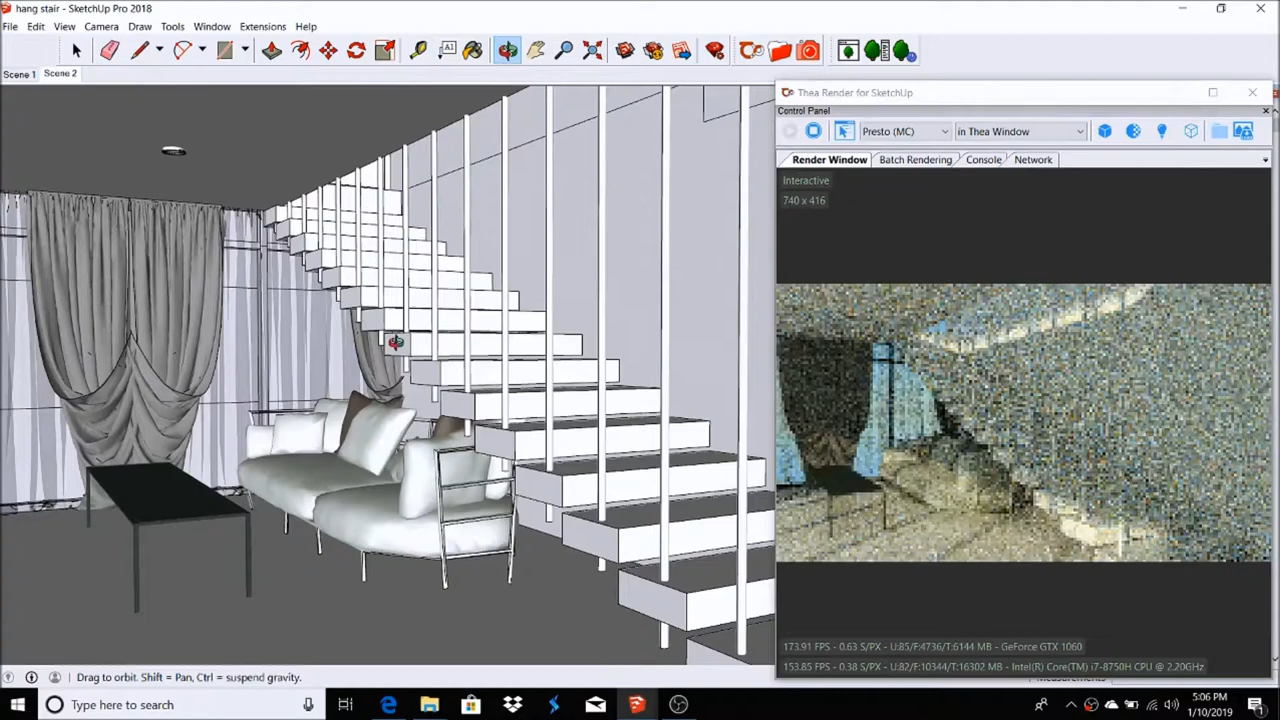 hang stair - SketchUp Pro 2018
File Edit View Camera Draw Tools Window Extensions Help
Scene 1 Scene 2
Thea Render for SketchUp
Control Panel
Presto (MC) in Thea Window
Render Window Batch Rendering Console Network
Interactive
740 x 416
173.91 FPS - 0.63 S/PX - U:85/F:4736/T:6144 MB - GeForce GTX 1060
153.85 FPS - 0.38 S/PX - U:82/F:10344/T:16302 MB - Intel(R) Core(TM) i7-8750H CPU @ 2.20GHz
Drag to orbit. Shift = Pan, Ctrl = suspend gravity.
Measurements
Type here to search
5:06 PM
1/10/2019